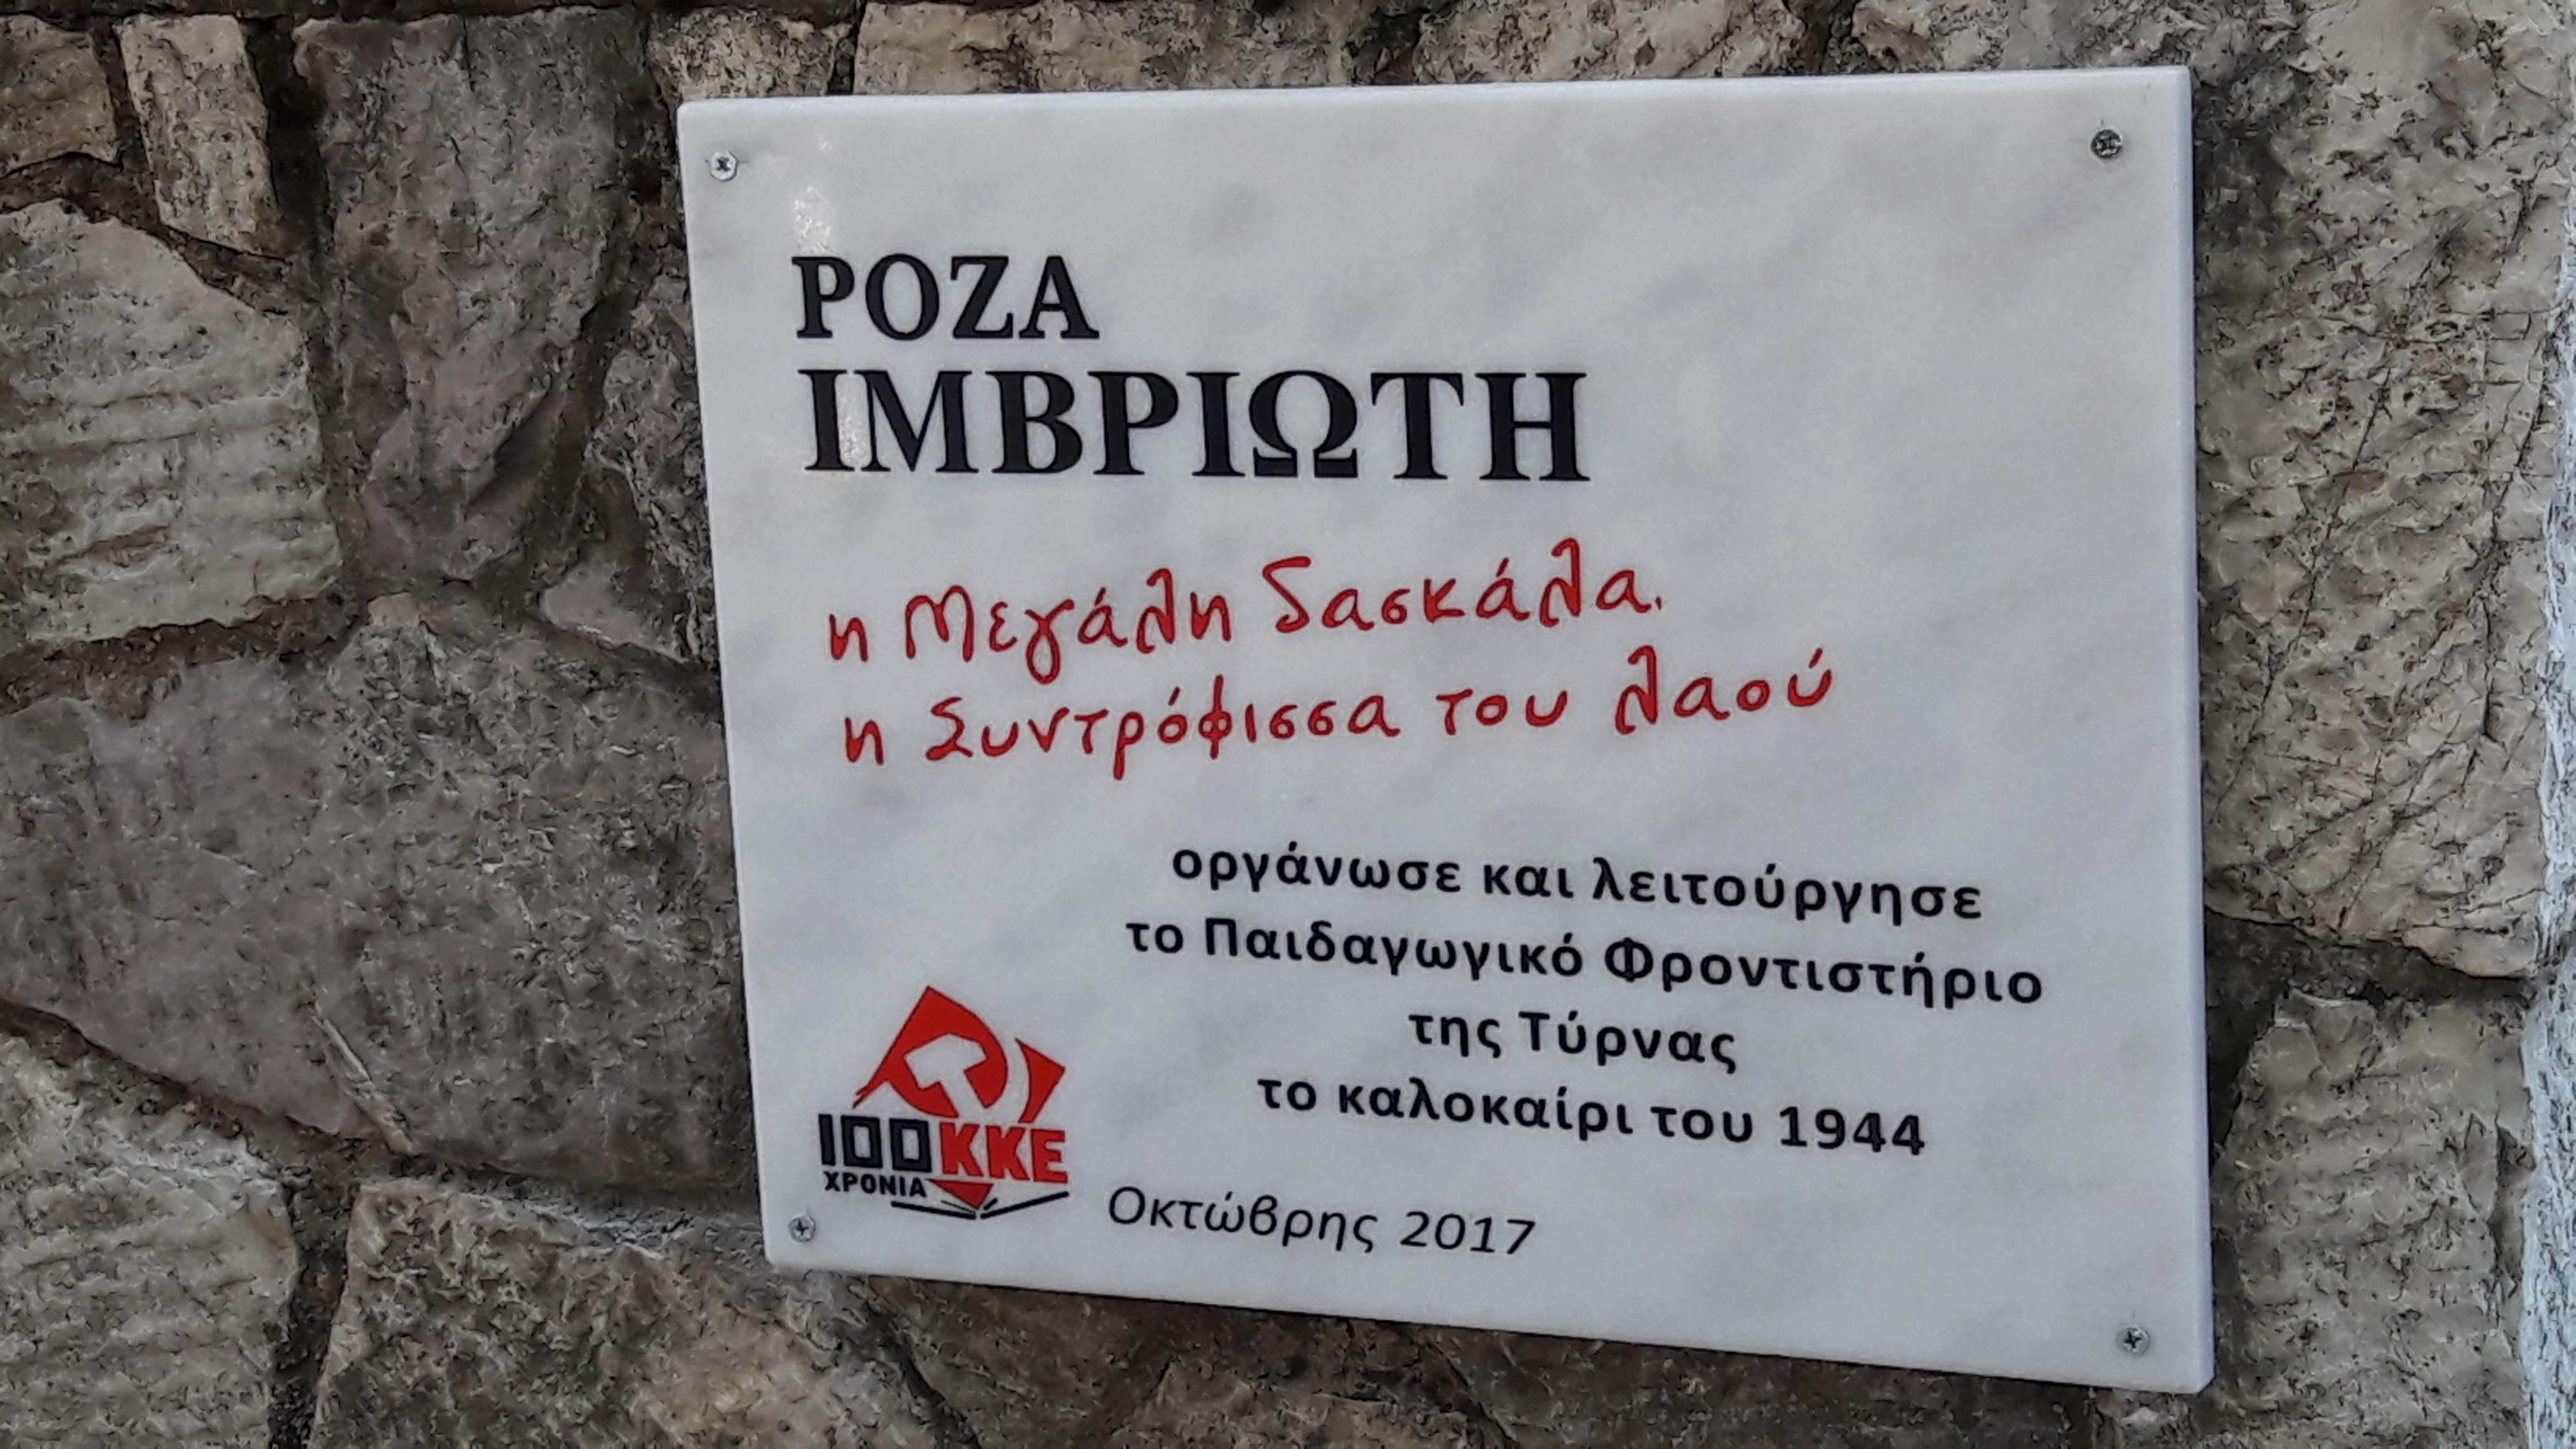 ΡΟΖΑ
ΙΜΒΡΙΩΤΗ
η Μεγάλη δασκάλα.
η Συντρόφισσα του λαού
οργάνωσε και λειτούργησε
το Παιδαγωγικό Φροντιστήριο
της Τύρνας
το καλοκαίρι του 1944
100 ΚΚΕ
ΧΡΟΝΙΑ
Οκτώβρης 2017